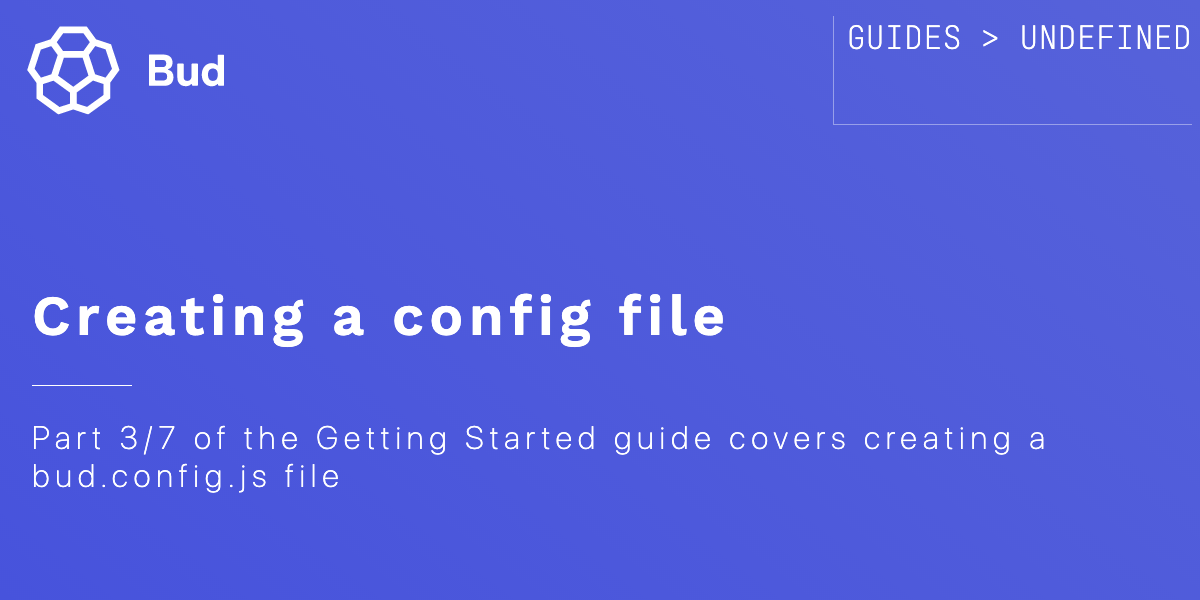 Bud
GUIDES > UNDEFINED
Creating a config file
Part 3/7 of the Getting Started guide covers creating a
bud.config.js file